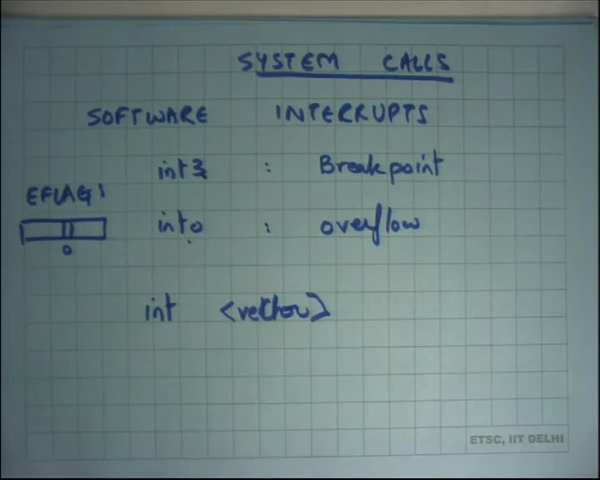 SYSTEM CALLS
SOFTWARE INTERRUPTS
int3 : Breakpoint
EFLAG:
into : overflow
0
int <vector>
ETSC, IIT DELHI